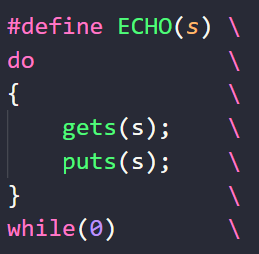 #define ECHO(s) \
do              \
{               \
    gets(s);    \
    puts(s);    \
}               \
while(0)        \